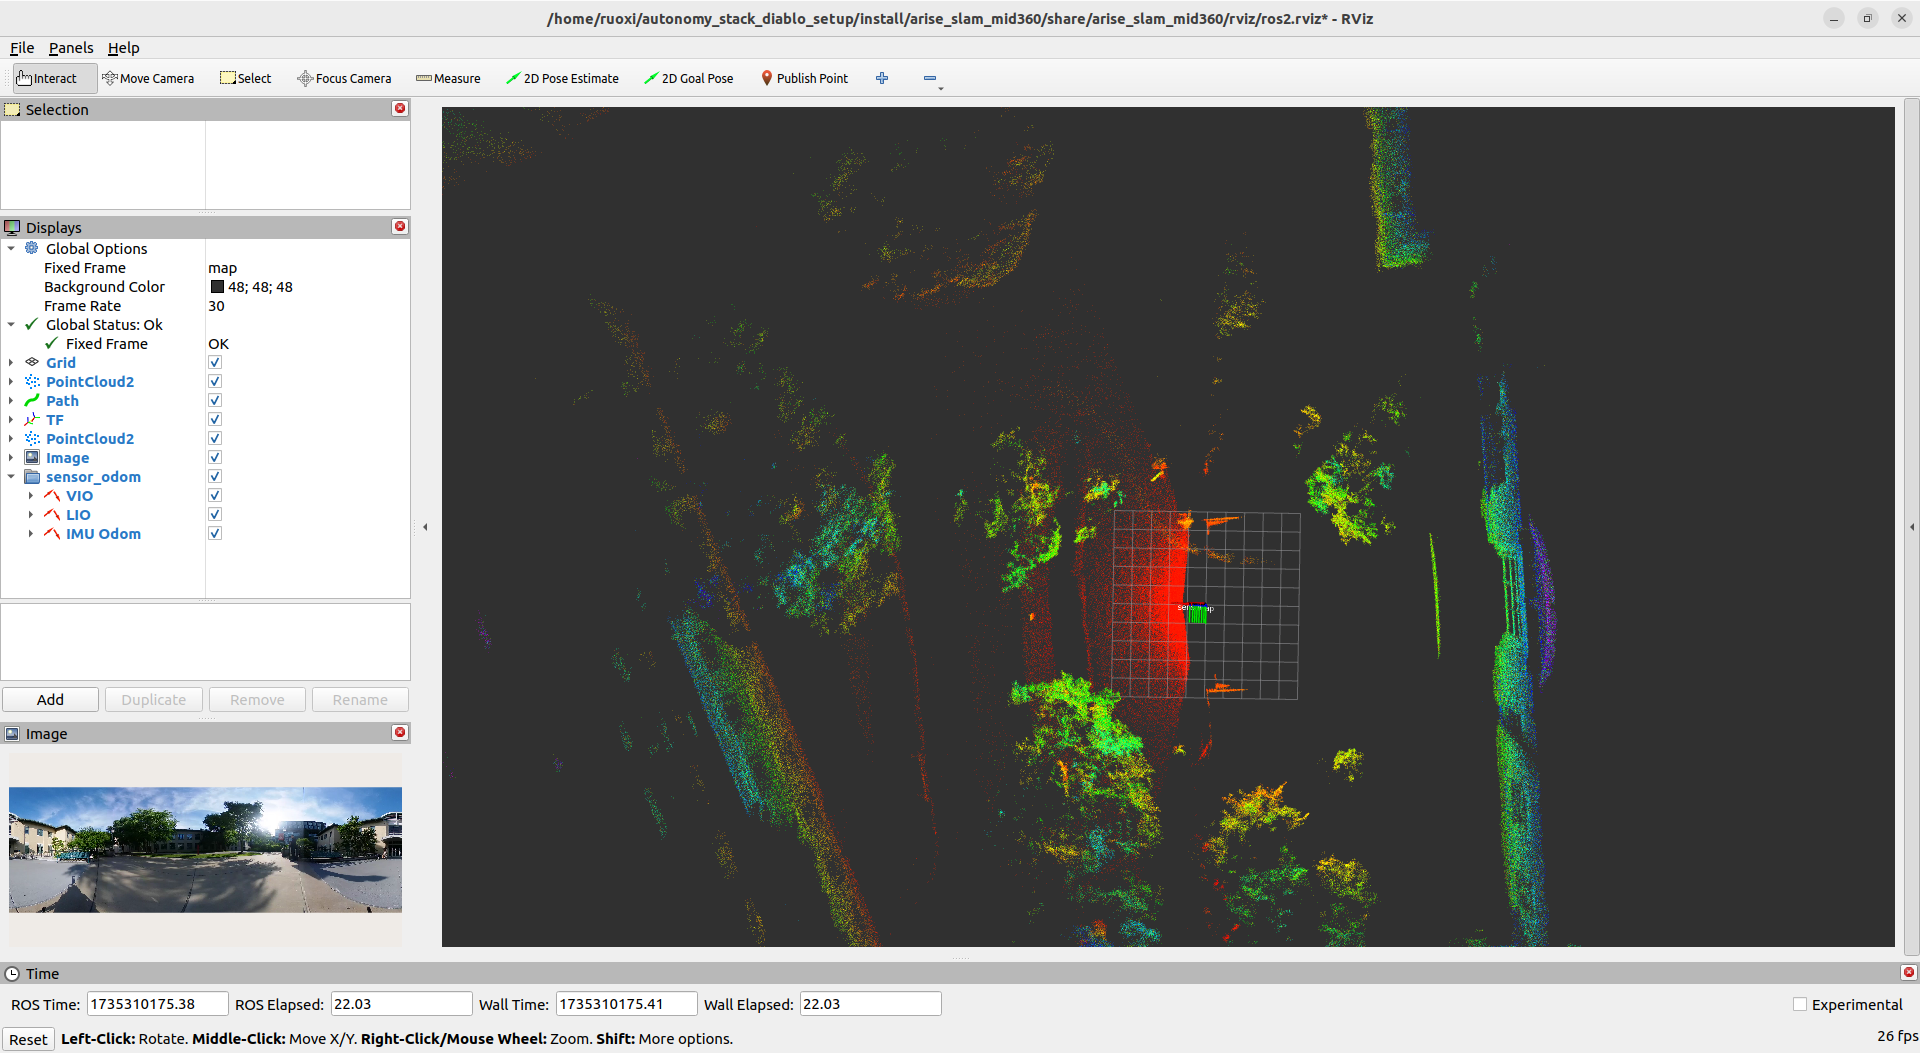 /home/ruoxi/autonomy_stack_diablo_setup/install/arise_slam_mid360/share/arise_slam_mid360/rviz/ros2.rviz* - RViz
File Panels Help
Interact Move Camera Select Focus Camera Measure 2D Pose Estimate 2D Goal Pose Publish Point
Selection
Displays
Global Options
Fixed Frame map
Background Color 48; 48; 48
Frame Rate 30
Global Status: Ok
Fixed Frame OK
Grid
PointCloud2
Path
TF
PointCloud2
Image
sensor_odom
VIO
LIO
IMU Odom
Add Duplicate Remove Rename
Image
Time
ROS Time: 1735310175.38 ROS Elapsed: 22.03 Wall Time: 1735310175.41 Wall Elapsed: 22.03 Experimental
Reset Left-Click: Rotate. Middle-Click: Move X/Y. Right-Click/Mouse Wheel: Zoom. Shift: More options. 26 fps